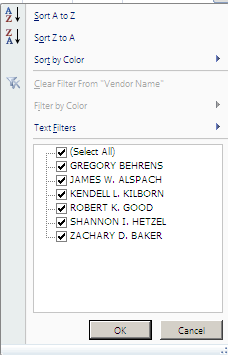 A
Z
Sort A to Z
Z
A
Sort Z to A
Sort by Color
Clear Filter From "Vendor Name"
Filter by Color
Text Filters
(Select All)
GREGORY BEHRENS
JAMES W. ALSPACH
KENDELL L. KILBORN
ROBERT K. GOOD
SHANNON I. HETZEL
ZACHARY D. BAKER
OK
Cancel